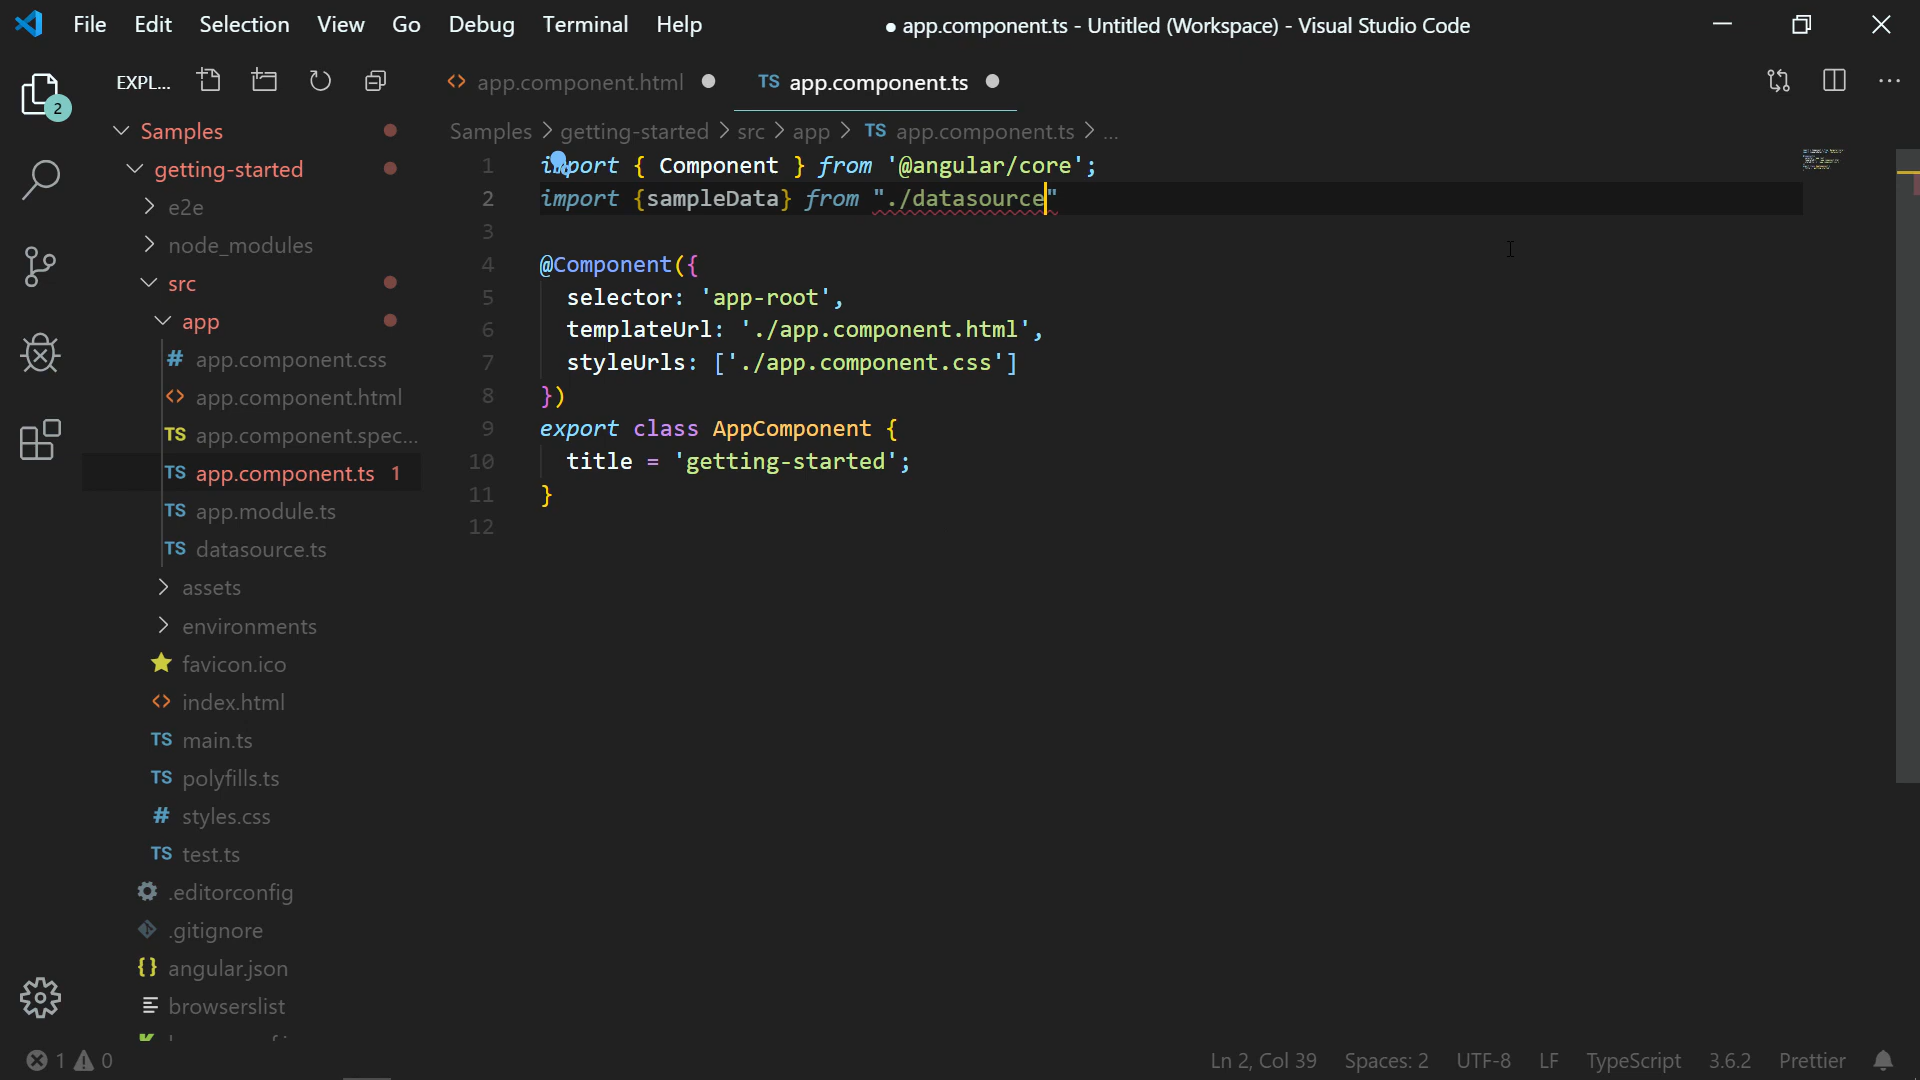 File Edit Selection View Go Debug Terminal Help
● app.component.ts - Untitled (Workspace) - Visual Studio Code
EXPL...
app.component.html
TS app.component.ts
2
Samples > getting-started > src > app > TS app.component.ts > ...
Samples
getting-started
e2e
node_modules
src
app
# app.component.css
app.component.html
TS app.component.spec...
TS app.component.ts 1
TS app.module.ts
TS datasource.ts
assets
environments
favicon.ico
index.html
TS main.ts
TS polyfills.ts
# styles.css
TS test.ts
.editorconfig
.gitignore
{} angular.json
browserslist
1 import { Component } from '@angular/core';
2 import {sampleData} from "./datasource"
3
4 @Component({
5 selector: 'app-root',
6 templateUrl: './app.component.html',
7 styleUrls: ['./app.component.css']
8 })
9 export class AppComponent {
10 title = 'getting-started';
11 }
12
1 0
Ln 2, Col 39 Spaces: 2 UTF-8 LF TypeScript 3.6.2 Prettier